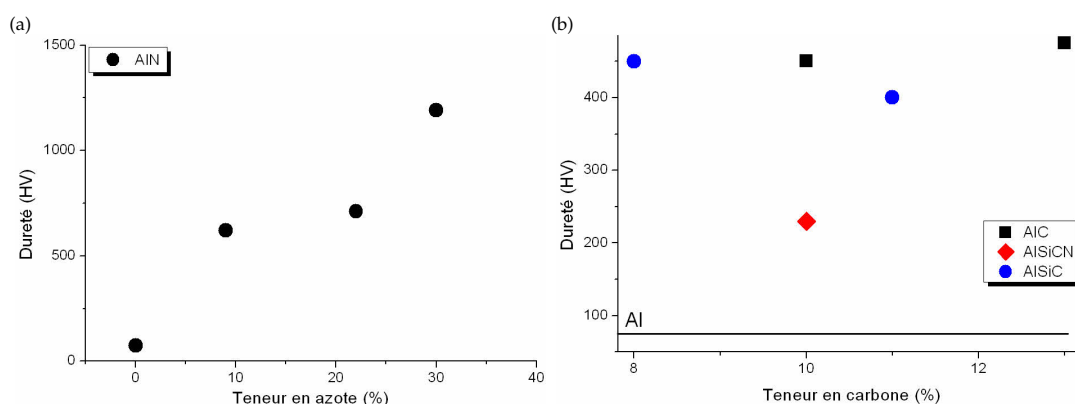 (a)
1500
AlN
1000
Dureté (HV)
500
0
0 10 20 30 40
Teneur en azote (%)
(b)
400
450
Dureté (HV)
200
AlC
AlSiCN
AlSiC
100
Al
8 10 12
Teneur en carbone (%)